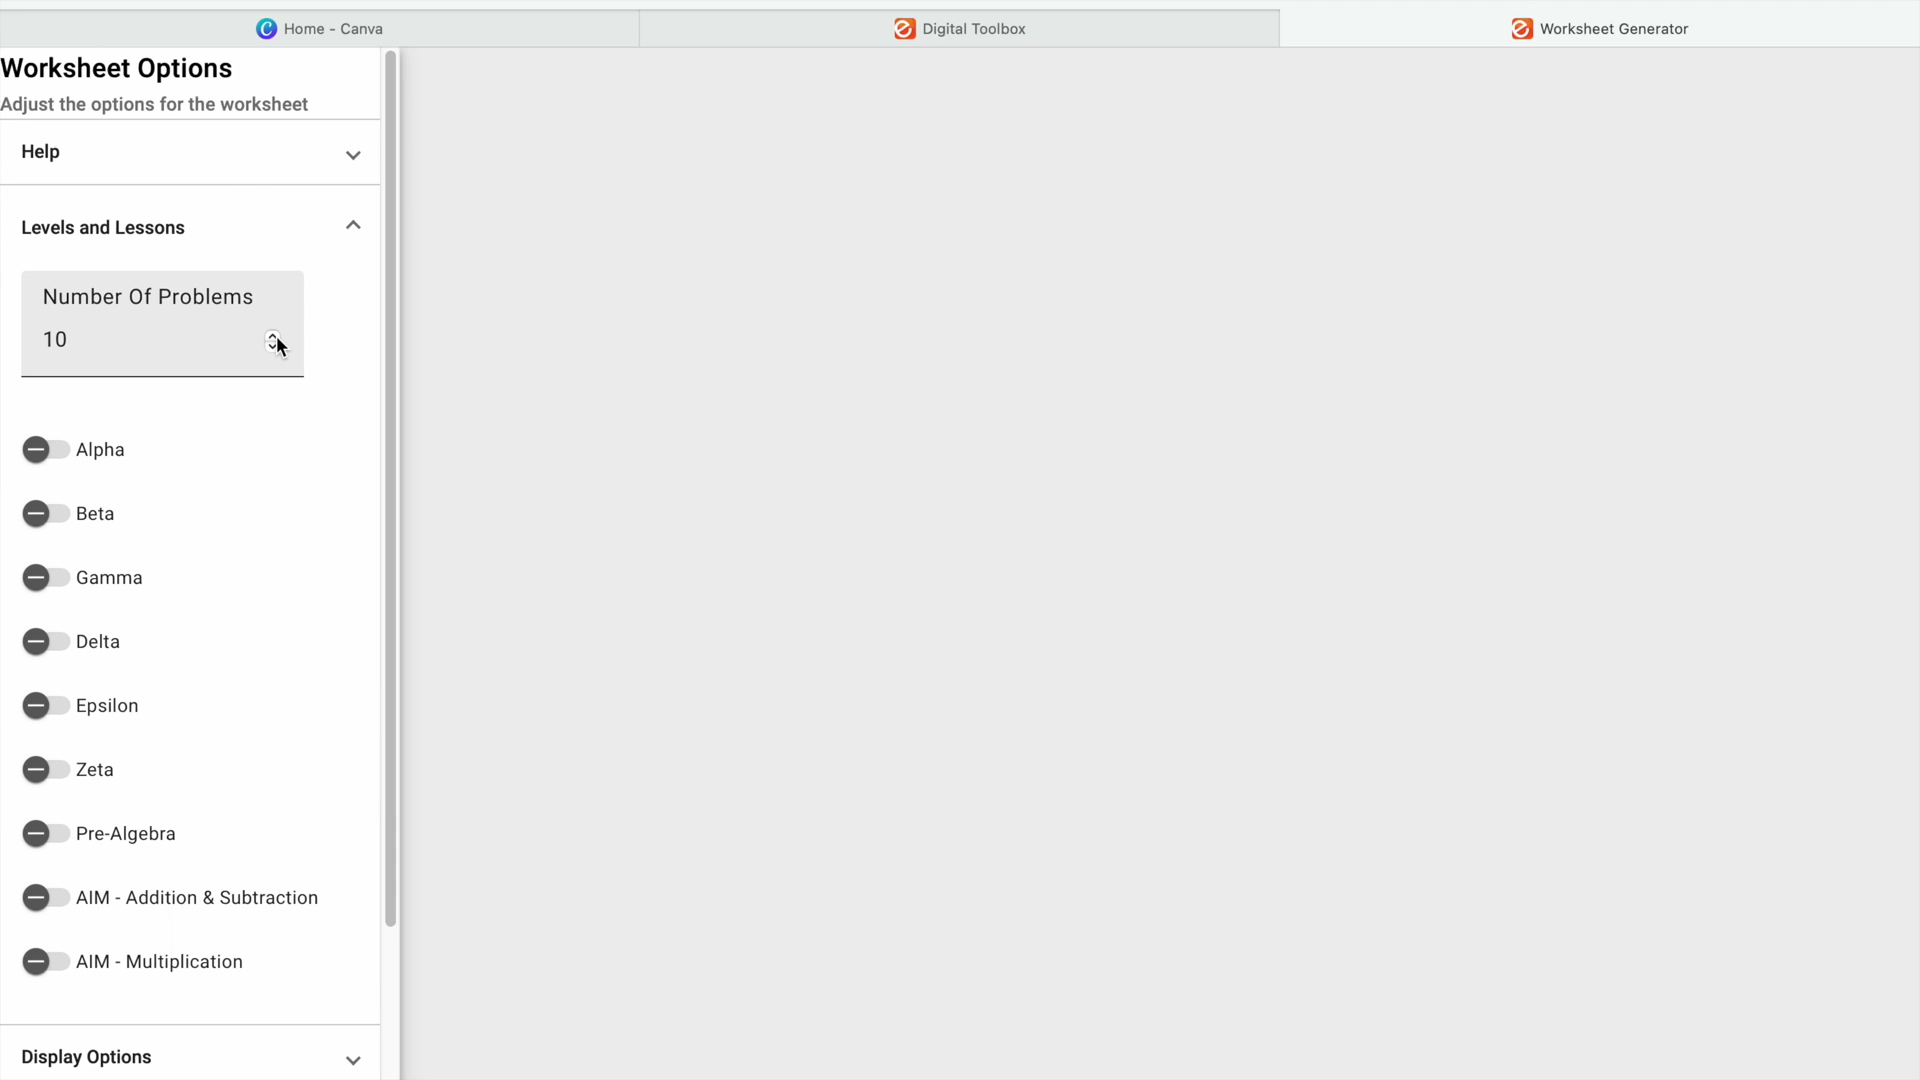 Home - Canva
Digital Toolbox
Worksheet Generator
Worksheet Options
Adjust the options for the worksheet
Help
Levels and Lessons
Number Of Problems
10
Alpha
Beta
Gamma
Delta
Epsilon
Zeta
Pre-Algebra
AIM - Addition & Subtraction
AIM - Multiplication
Display Options